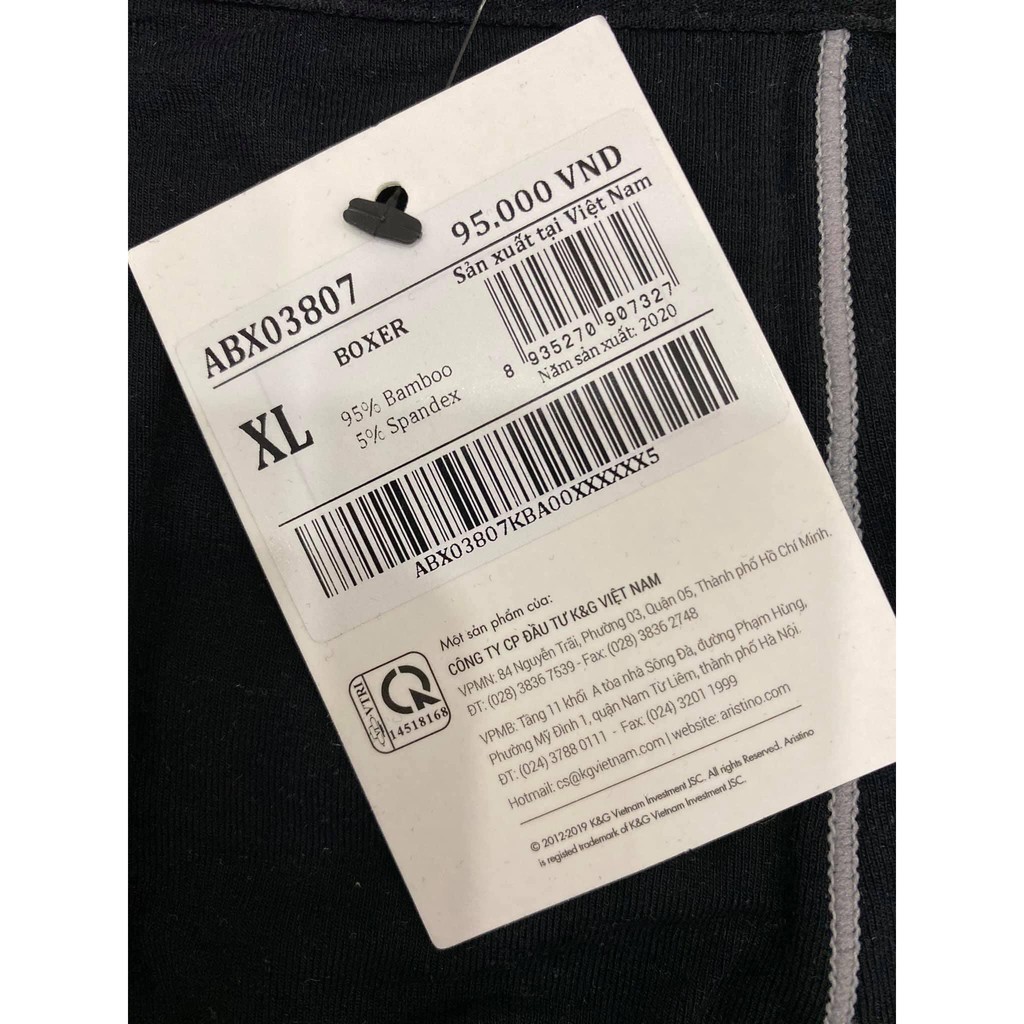 ABX03807
95.000 VND
BOXER
Sản xuất tại Việt Nam
XL
95% Bamboo
5% Spandex
8 935270 907327
Năm sản xuất: 2020
ABX03807KBA00XXXXXX5
Một sản phẩm của:
CÔNG TY CP ĐẦU TƯ K&G VIỆT NAM
VPMN: 84 Nguyễn Trãi, Phường 03, Quận 05, Thành phố Hồ Chí Minh.
ĐT: (028) 3836 7539 - Fax: (028) 3836 2748
VPMB: Tầng 11 khối A tòa nhà Sông Đà, đường Phạm Hùng,
Phường Mỹ Đình 1, quận Nam Từ Liêm, thành phố Hà Nội.
ĐT: (024) 3788 0111 - Fax: (024) 3201 1999
Hotmail: cs@kgvietnam.com | website: aristino.com
VTRI
14518168
© 2012-2019 K&G Vietnam Investment JSC. All rights Reserved. Aristino
is registed trademark of K&G Vietnam Investment JSC.